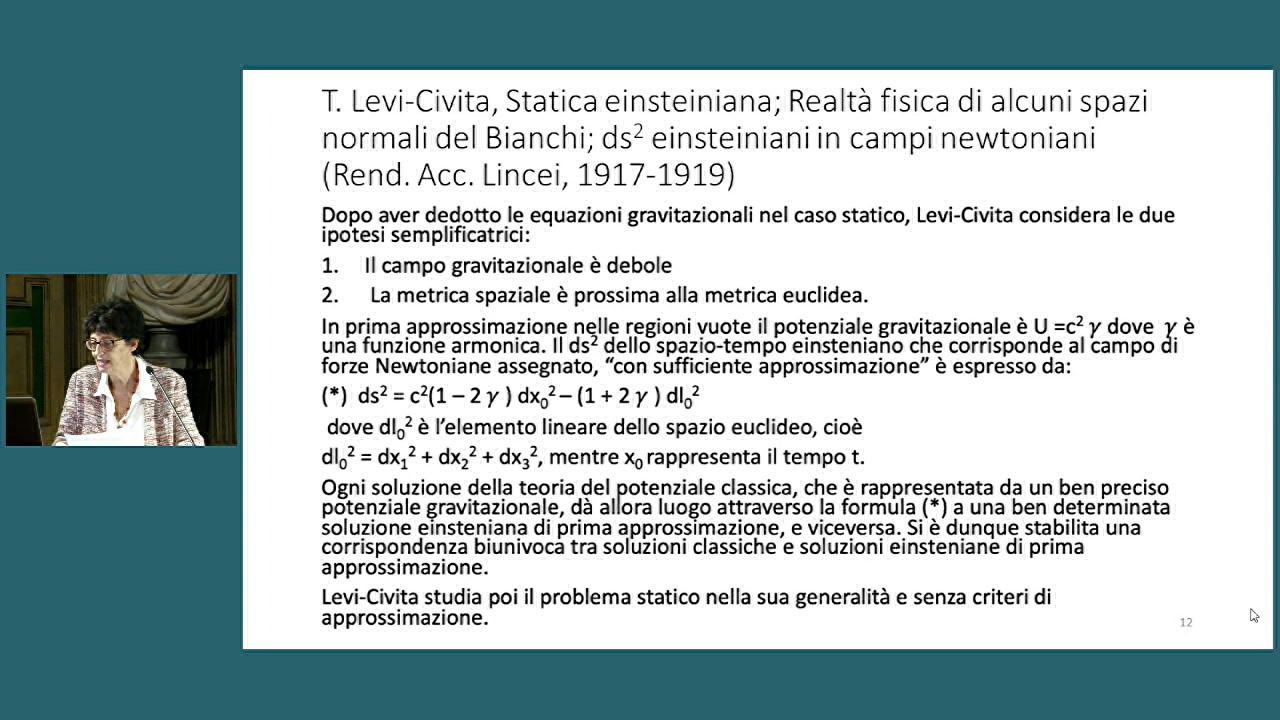 T. Levi-Civita, Statica einsteiniana; Realtà fisica di alcuni spazi
normali del Bianchi; ds² einsteiniani in campi newtoniani
(Rend. Acc. Lincei, 1917-1919)
Dopo aver dedotto le equazioni gravitazionali nel caso statico, Levi-Civita considera le due
ipotesi semplificatrici:
1. Il campo gravitazionale è debole
2. La metrica spaziale è prossima alla metrica euclidea.
In prima approssimazione nelle regioni vuote il potenziale gravitazionale è U =c² γ dove γ è
una funzione armonica. Il ds² dello spazio-tempo einsteniano che corrisponde al campo di
forze Newtoniane assegnato, “con sufficiente approssimazione” è espresso da:
(*) ds² = c²(1 – 2 γ ) dx₀² – (1 + 2 γ ) dl₀²
dove dl₀² è l’elemento lineare dello spazio euclideo, cioè
dl₀² = dx₁² + dx₂² + dx₃², mentre x₀ rappresenta il tempo t.
Ogni soluzione della teoria del potenziale classica, che è rappresentata da un ben preciso
potenziale gravitazionale, dà allora luogo attraverso la formula (*) a una ben determinata
soluzione einsteniana di prima approssimazione, e viceversa. Si è dunque stabilita una
corrispondenza biunivoca tra soluzioni classiche e soluzioni einsteniane di prima
approssimazione.
Levi-Civita studia poi il problema statico nella sua generalità e senza criteri di
approssimazione.
12